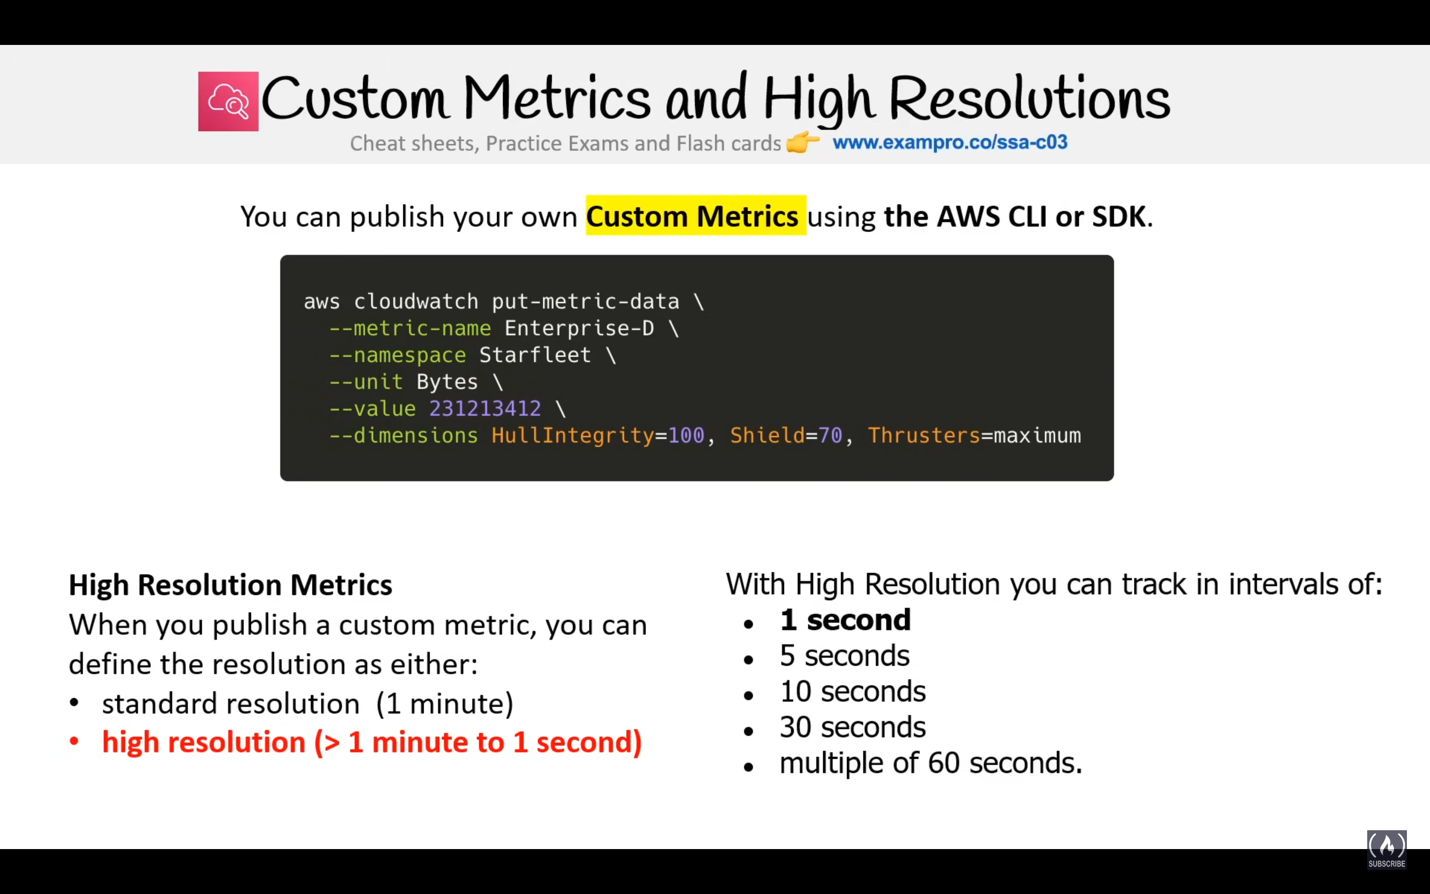 Custom Metrics and High Resolutions
Cheat sheets, Practice Exams and Flash cards 👉 www.exampro.co/ssa-c03
You can publish your own Custom Metrics using the AWS CLI or SDK.
aws cloudwatch put-metric-data \
--metric-name Enterprise-D \
--namespace Starfleet \
--unit Bytes \
--value 231213412 \
--dimensions HullIntegrity=100, Shield=70, Thrusters=maximum
High Resolution Metrics
When you publish a custom metric, you can
define the resolution as either:
• standard resolution (1 minute)
• high resolution (> 1 minute to 1 second)
With High Resolution you can track in intervals of:
• 1 second
• 5 seconds
• 10 seconds
• 30 seconds
• multiple of 60 seconds.
SUBSCRIBE